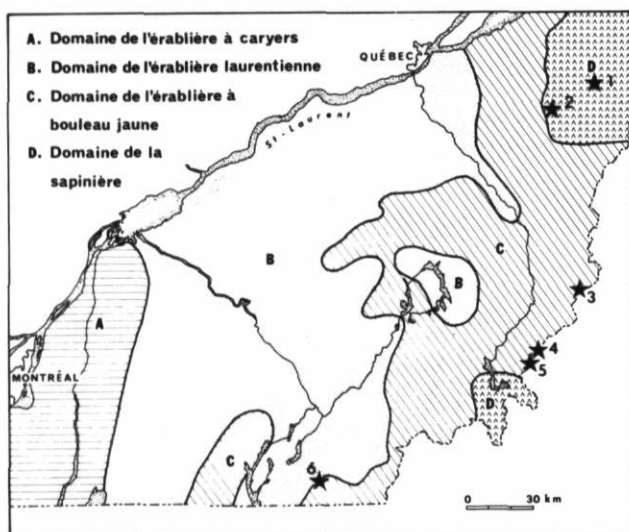 A. Domaine de l'érablière à caryers
B. Domaine de l'érablière laurentienne
C. Domaine de l'érablière à
bouleau jaune
D. Domaine de la
sapinière
QUÉBEC
St-Laurent
D
1
2
C
B
B
3
A
4
5
MONTRÉAL
D
C
6
0 30 km